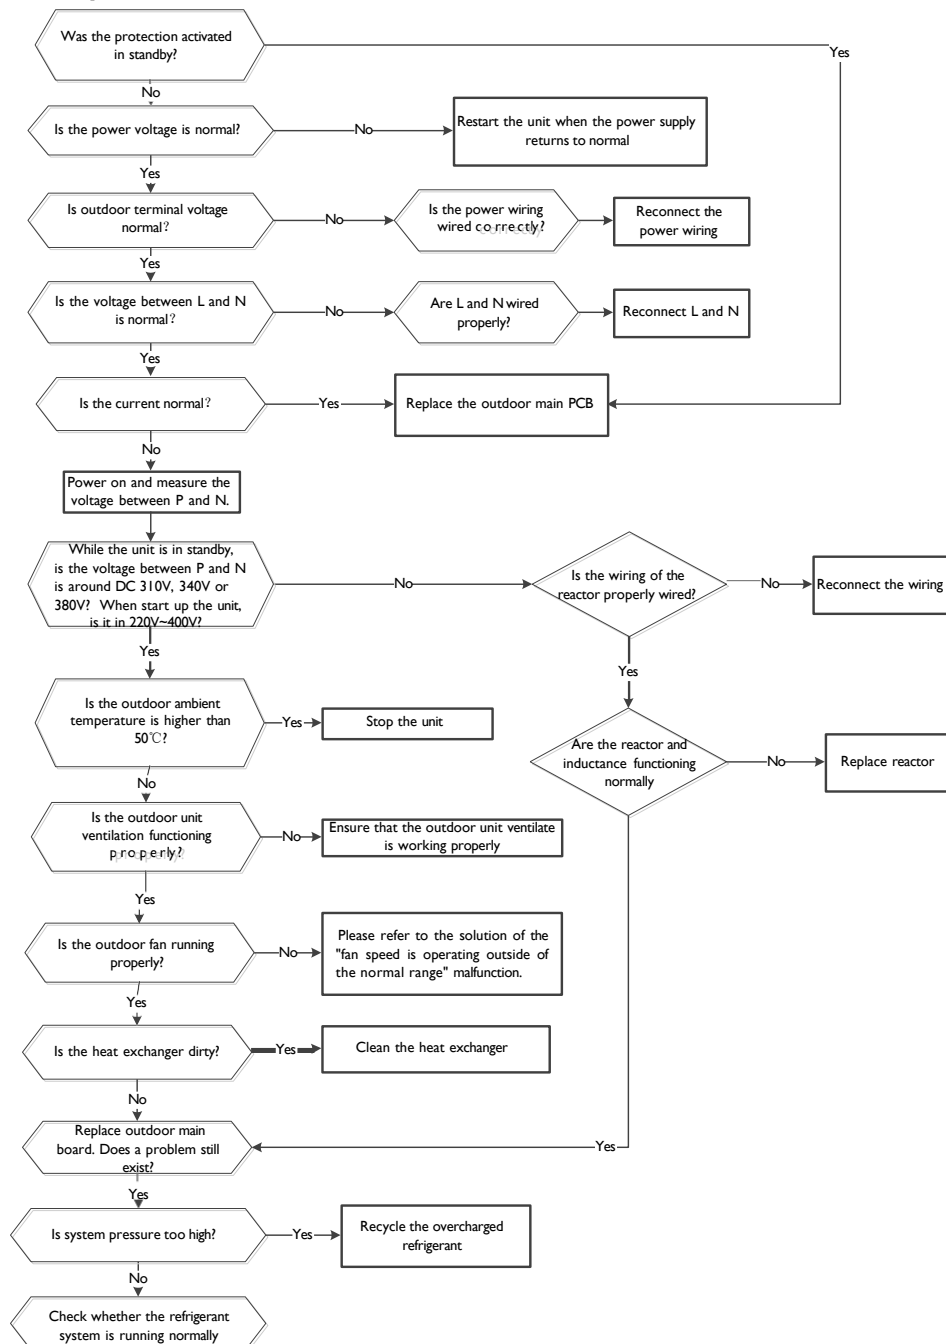 Was the protection activated
in standby?
Yes
No
Is the power voltage is normal?
No
Restart the unit when the power supply
returns to normal
Yes
Is outdoor terminal voltage
normal?
No
Is the power wiring
wired correctly?
Reconnect the
power wiring
Yes
Is the voltage between L and N
is normal?
No
Are L and N wired
properly?
Reconnect L and N
Yes
Is the current normal?
Yes
Replace the outdoor main PCB
No
Power on and measure the
voltage between P and N.
While the unit is in standby,
is the voltage between P and N
is around DC 310V, 340V or
380V? When start up the unit,
is it in 220V~400V?
No
Is the wiring of the
reactor properly wired?
No
Reconnect the wiring
Yes
Yes
Is the outdoor ambient
temperature is higher than
50℃?
Yes
Stop the unit
Are the reactor and
inductance functioning
normally
No
Replace reactor
No
Is the outdoor unit
ventilation functioning
properly?
No
Ensure that the outdoor unit ventilate
is working properly
Yes
Is the outdoor fan running
properly?
No
Please refer to the solution of the
"fan speed is operating outside of
the normal range" malfunction.
Yes
Is the heat exchanger dirty?
Yes
Clean the heat exchanger
No
Replace outdoor main
board. Does a problem still
exist?
Yes
Yes
Is system pressure too high?
Yes
Recycle the overcharged
refrigerant
No
Check whether the refrigerant
system is running normally